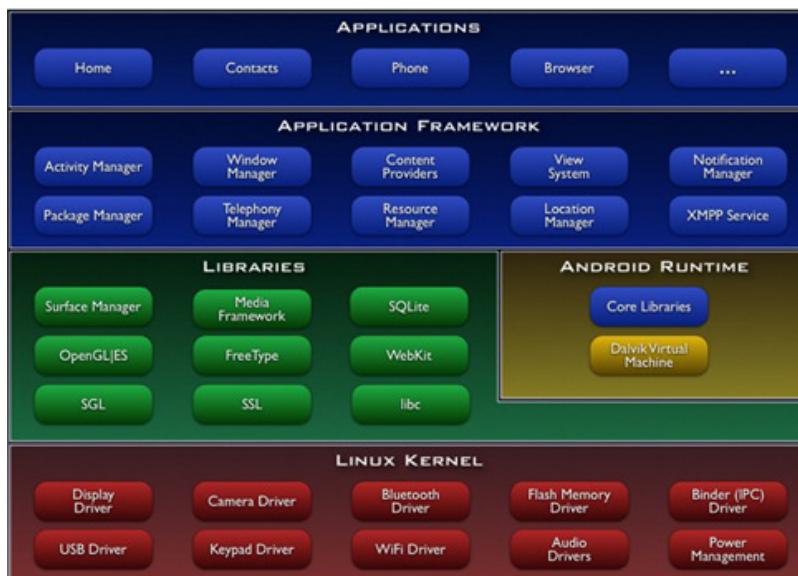 APPLICATIONS
Home
Contacts
Phone
Browser
...
APPLICATION FRAMEWORK
Activity Manager
Window
Manager
Content
Providers
View
System
Notification
Manager
Package Manager
Telephony
Manager
Resource
Manager
Location
Manager
XMPP Service
LIBRARIES
Surface Manager
Media
Framework
SQLite
OpenGL|ES
FreeType
WebKit
SGL
SSL
libc
ANDROID RUNTIME
Core Libraries
Dalvik Virtual
Machine
LINUX KERNEL
Display
Driver
Camera Driver
Bluetooth
Driver
Flash Memory
Driver
Binder (IPC)
Driver
USB Driver
Keypad Driver
WiFi Driver
Audio
Drivers
Power
Management